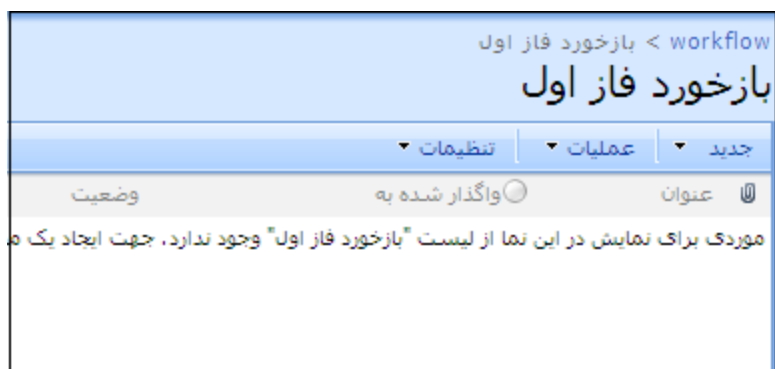 workflow > بازخورد فاز اول
بازخورد فاز اول
جدید عملیات تنظیمات
عنوان واگذار شده به وضعیت
موردی برای نمایش در این نما از لیست "بازخورد فاز اول" وجود ندارد. جهت ایجاد یک